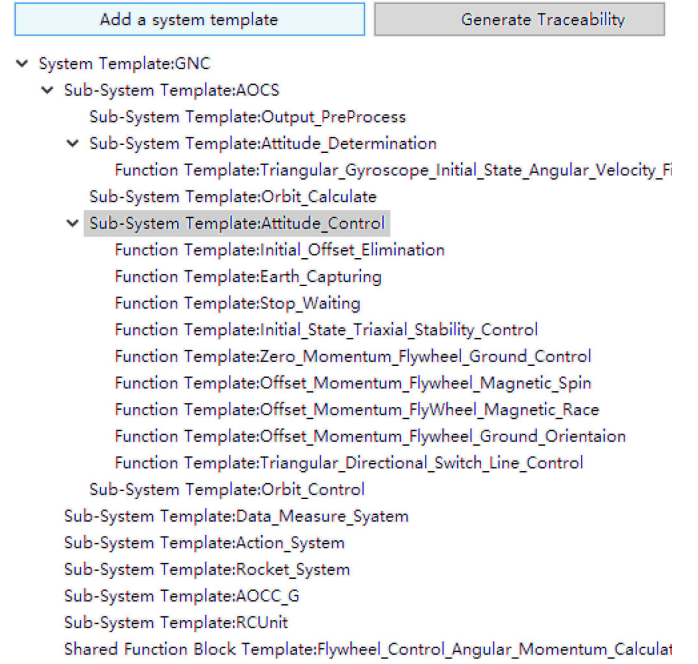 Add a system template
Generate Traceability
System Template:GNC
Sub-System Template:AOCS
Sub-System Template:Output_PreProcess
Sub-System Template:Attitude_Determination
Function Template:Triangular_Gyroscope_Initial_State_Angular_Velocity_Fi
Sub-System Template:Orbit_Calculate
Sub-System Template:Attitude_Control
Function Template:Initial_Offset_Elimination
Function Template:Earth_Capturing
Function Template:Stop_Waiting
Function Template:Initial_State_Triaxial_Stability_Control
Function Template:Zero_Momentum_Flywheel_Ground_Control
Function Template:Offset_Momentum_Flywheel_Magnetic_Spin
Function Template:Offset_Momentum_FlyWheel_Magnetic_Race
Function Template:Offset_Momentum_Flywheel_Ground_Orientaion
Function Template:Triangular_Directional_Switch_Line_Control
Sub-System Template:Orbit_Control
Sub-System Template:Data_Measure_Syatem
Sub-System Template:Action_System
Sub-System Template:Rocket_System
Sub-System Template:AOCC_G
Sub-System Template:RCUnit
Shared Function Block Template:Flywheel_Control_Angular_Momentum_Calculat